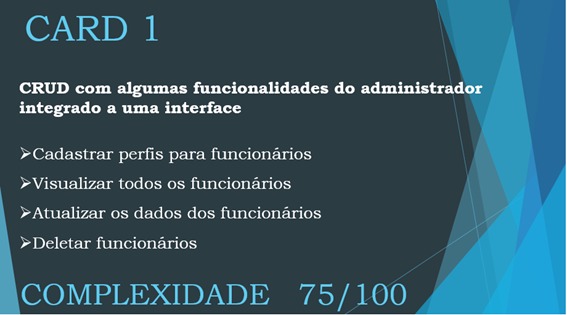 CARD 1
CRUD com algumas funcionalidades do administrador
integrado a uma interface
➢Cadastrar perfis para funcionários
➢Visualizar todos os funcionários
➢Atualizar os dados dos funcionários
➢Deletar funcionários
COMPLEXIDADE 75/100